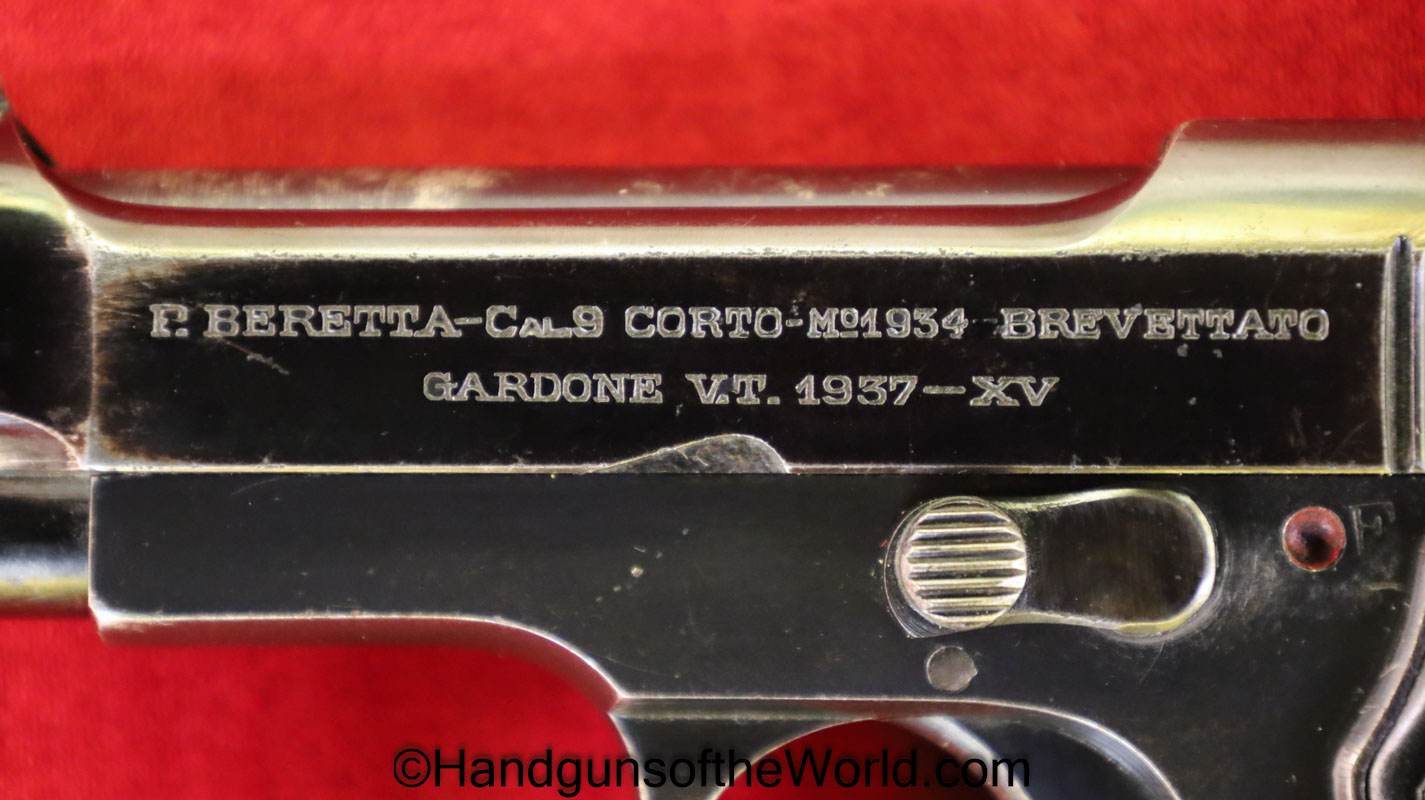 P. BERETTA-CAL.9 CORTO-Mº1934 BREVETTATO
GARDONE V.T. 1937-XV
F
©HandgunsoftheWorld.com